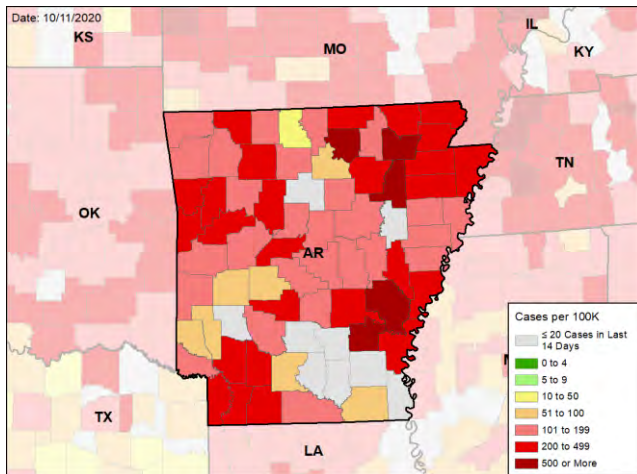 Date: 10/11/2020
KS
MO
IL
KY
OK
AR
TN
TX
LA
Cases per 100K
≤ 20 Cases in Last
14 Days
0 to 4
5 to 9
10 to 50
51 to 100
101 to 199
200 to 499
500 or More